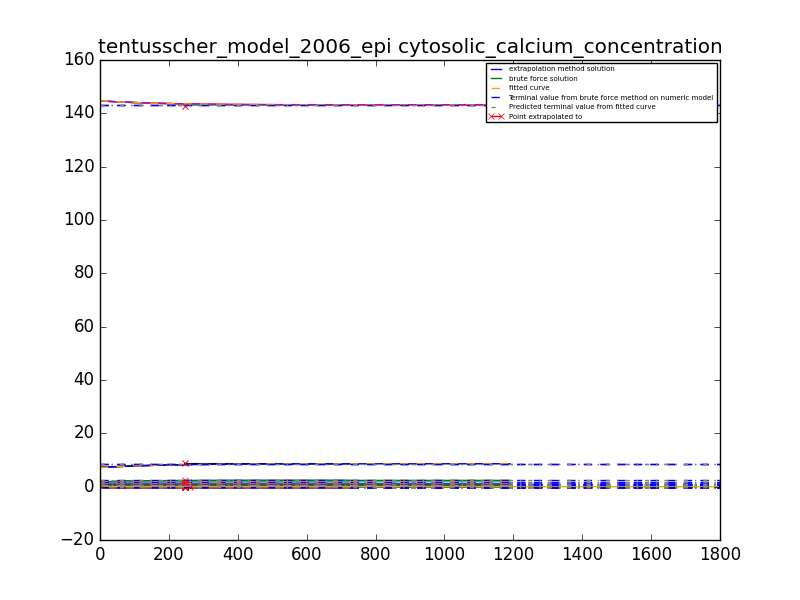 tentusscher_model_2006_epi cytosolic_calcium_concentration
160
140
120
100
80
60
40
20
0
−20
0 200 400 600 800 1000 1200 1400 1600 1800
extrapolation method solution
brute force solution
fitted curve
Terminal value from brute force method on numeric model
Predicted terminal value from fitted curve
Point extrapolated to